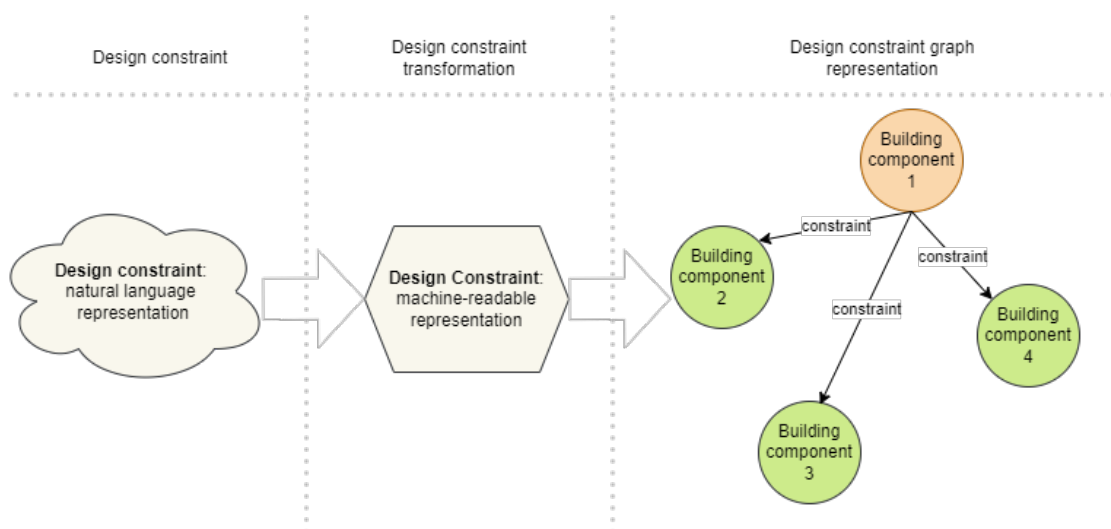 Design constraint
Design constraint
transformation
Design constraint graph
representation
Design constraint:
natural language
representation
Design Constraint:
machine-readable
representation
Building
component
1
constraint
constraint
constraint
Building
component
2
Building
component
4
Building
component
3